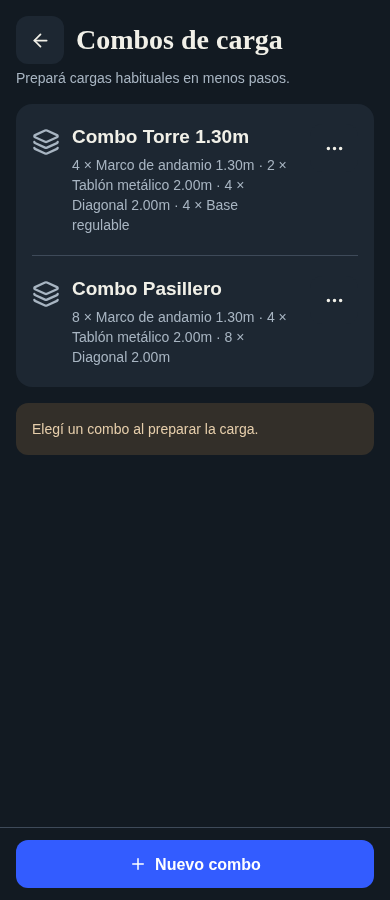 Combos de carga
Prepará cargas habituales en menos pasos.
Combo Torre 1.30m
4 × Marco de andamio 1.30m · 2 ×
Tablón metálico 2.00m · 4 ×
Diagonal 2.00m · 4 × Base
regulable
Combo Pasillero
8 × Marco de andamio 1.30m · 4 ×
Tablón metálico 2.00m · 8 ×
Diagonal 2.00m
Elegí un combo al preparar la carga.
Nuevo combo